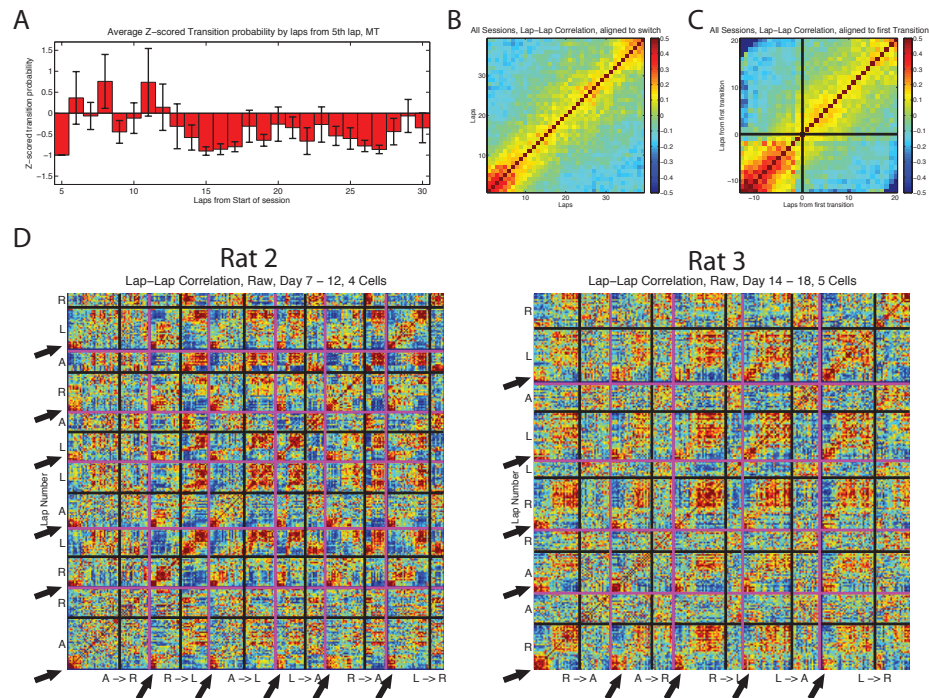 A
Average Z-scored Transition probability by laps from 5th lap, MT
Z-scored transition probability
1.5
1
0.5
0
−0.5
−1
−1.5
5
10
15
20
25
30
Laps from Start of session
B
All Sessions, Lap−Lap Correlation, aligned to switch
Laps
30
20
10
10
20
30
Laps
0.5
0.4
0.3
0.2
0.1
0
−0.1
−0.2
−0.3
−0.4
−0.5
C
All Sessions, Lap−Lap Correlation, aligned to first Transition
Laps from first transition
20
10
0
−10
−10
0
10
20
Laps from first transition
0.5
0.4
0.3
0.2
0.1
0
−0.1
−0.2
−0.3
−0.4
−0.5
D
Rat 2
Lap−Lap Correlation, Raw, Day 7 − 12, 4 Cells
Lap Number
R
L
A
R
A
L
L
A
L
R
R
A
A −> R
R −> L
A −> L
L −> A
R −> A
L −> R
Rat 3
Lap−Lap Correlation, Raw, Day 14 − 18, 5 Cells
Lap Number
R
L
A
L
L
R
R
A
A
R
R −> A
A −> R
R −> L
L −> A
L −> R